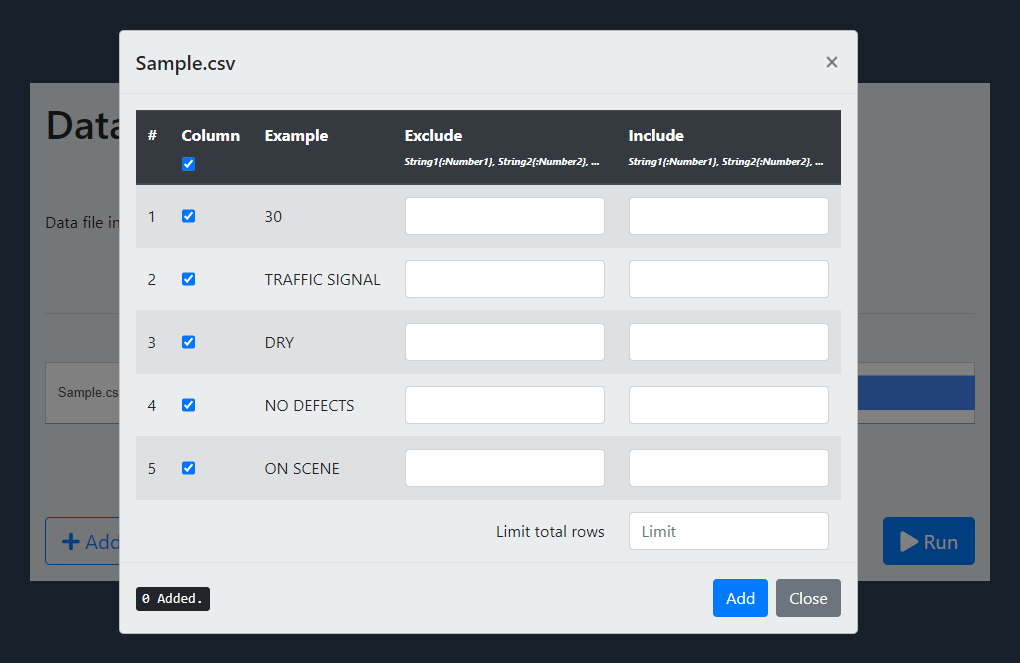 Sample.csv ×
Data
# Column Example Exclude Include
String1{:Number1}, String2{:Number2}, ... String1{:Number1}, String2{:Number2}, ...
1 30
Data file in
2 TRAFFIC SIGNAL
3 DRY
Sample.cs
4 NO DEFECTS
5 ON SCENE
Limit total rows Limit
Add Run
0 Added. Add Close